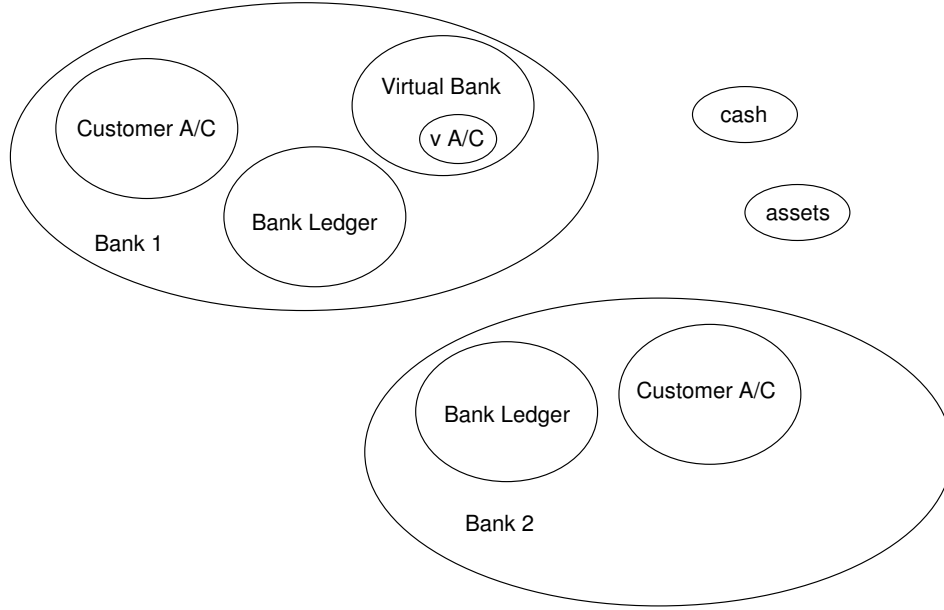 Virtual Bank
Customer A/C
v A/C
cash
Bank Ledger
Bank 1
assets
Bank Ledger
Customer A/C
Bank 2